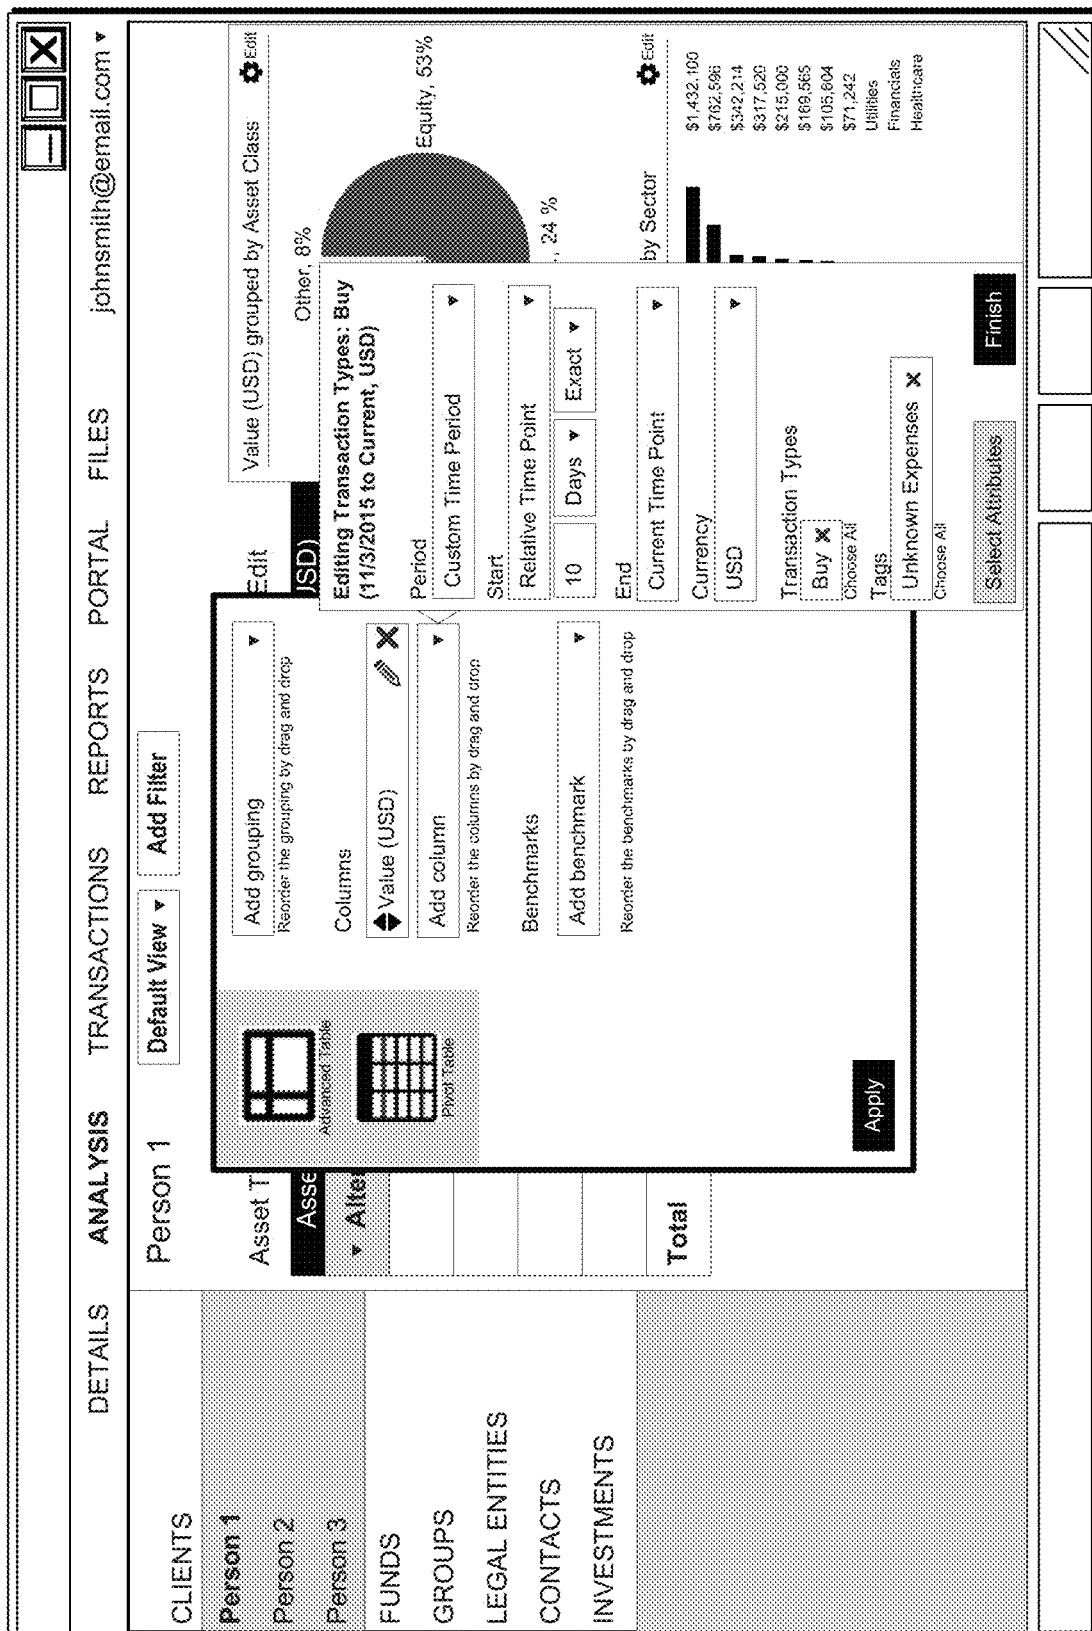 DETAILS ANALYSIS TRANSACTIONS REPORTS PORTAL FILES johnsmith@email.com
CLIENTS
Person 1
Person 2
Person 3
FUNDS
GROUPS
LEGAL ENTITIES
CONTACTS
INVESTMENTS
Person 1 Default View Add Filter
Asset T
Edit
Asse
USD)
Alte
Total
Advanced Table
Pivot Table
Add grouping
Reorder the grouping by drag and drop
Columns
Value (USD)
Add column
Reorder the columns by drag and drop
Benchmarks
Add benchmark
Reorder the benchmarks by drag and drop
Apply
Editing Transaction Types: Buy
(11/3/2015 to Current, USD)
Period
Custom Time Period
Start
Relative Time Point
10 Days Exact
End
Current Time Point
Currency
USD
Transaction Types
Buy X
Choose All
Tags
Unknown Expenses X
Choose All
Select Attributes Finish
Value (USD) grouped by Asset Class Edit
Other, 8%
Equity, 53%
., 24 %
by Sector Edit
$1,432,100
$762,596
$342,214
$317,520
$215,000
$169,565
$105,604
$71,242
Utilities
Financials
Healthcare